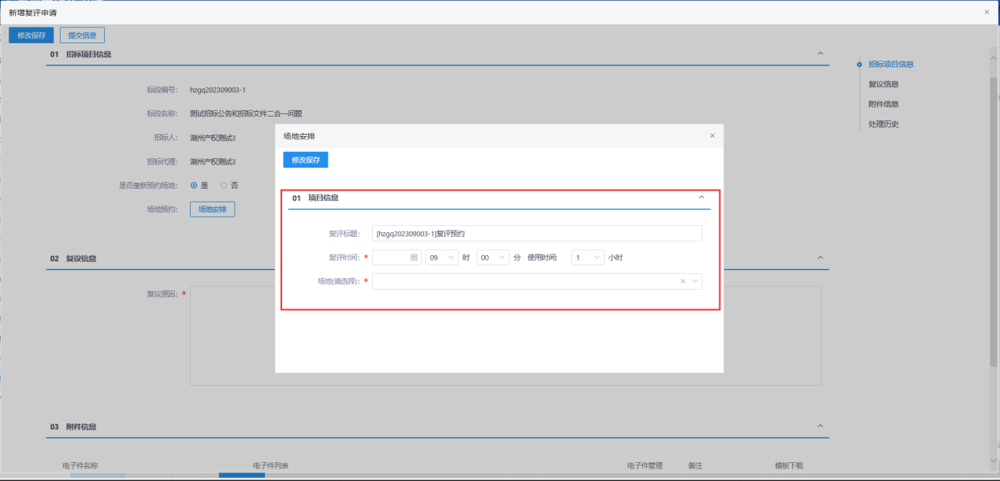 新增复评申请
修改保存 提交信息
01 招标项目信息
招标项目信息
复议信息
附件信息
处理历史
标段编号: hzgq202309003-1
标段名称: 测试招标公告和招标文件二合一问题
招标人: 湖州产权测试3
招标代理: 湖州产权测试3
是否重新预约场地: 是 否
场地预约: 场地安排
场地安排
修改保存
01 项目信息
复评标题: [hzgq202309003-1]复评预约
复评时间: * 09 时 00 分 使用时间: 1 小时
场地(请选择): *
02 复议信息
复议原因: *
03 附件信息
电子件名称 电子件列表 电子件管理 备注 模板下载